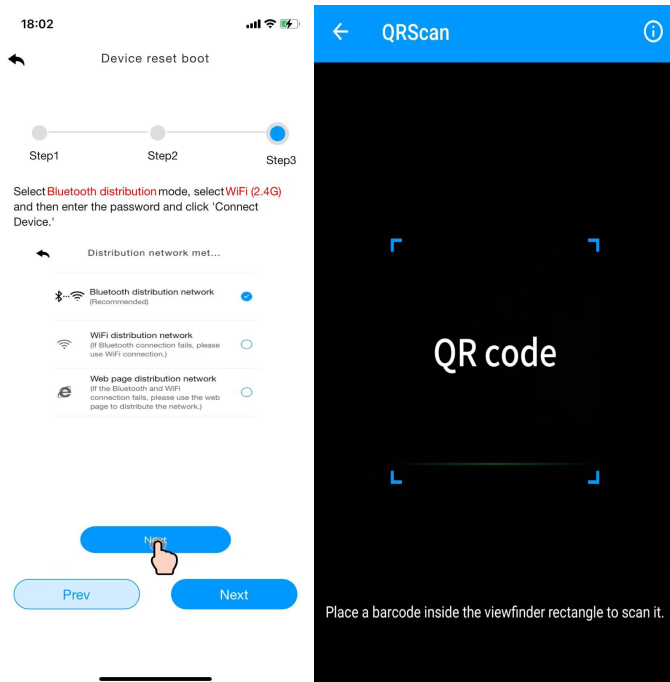 18:02
Device reset boot
Step1
Step2
Step3
Select Bluetooth distribution mode, select WiFi (2.4G)
and then enter the password and click 'Connect
Device.'
Distribution network met...
Bluetooth distribution network
(Recommended)
WiFi distribution network
(If Bluetooth connection fails, please
use WiFi connection.)
Web page distribution network
(If the Bluetooth and WiFi
connection fails, please use the web
page to distribute the network.)
Next
Prev
Next
QRScan
QR code
Place a barcode inside the viewfinder rectangle to scan it.